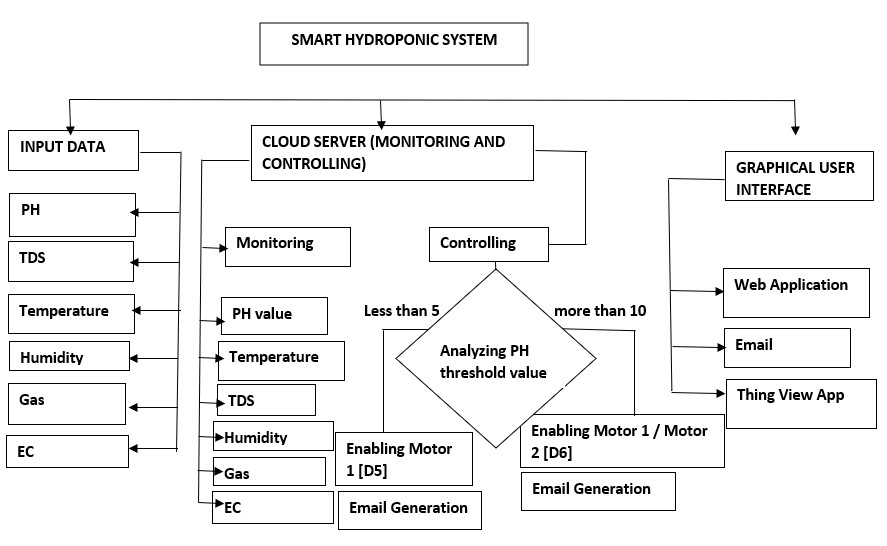 SMART HYDROPONIC SYSTEM
INPUT DATA
PH
TDS
Temperature
Humidity
Gas
EC
CLOUD SERVER (MONITORING AND
CONTROLLING)
Monitoring
PH value
Temperature
TDS
Humidity
Gas
EC
Controlling
Less than 5
more than 10
Analyzing PH
threshold value
Enabling Motor
1 [D5]
Email Generation
Enabling Motor 1 / Motor
2 [D6]
Email Generation
GRAPHICAL USER
INTERFACE
Web Application
Email
Thing View App